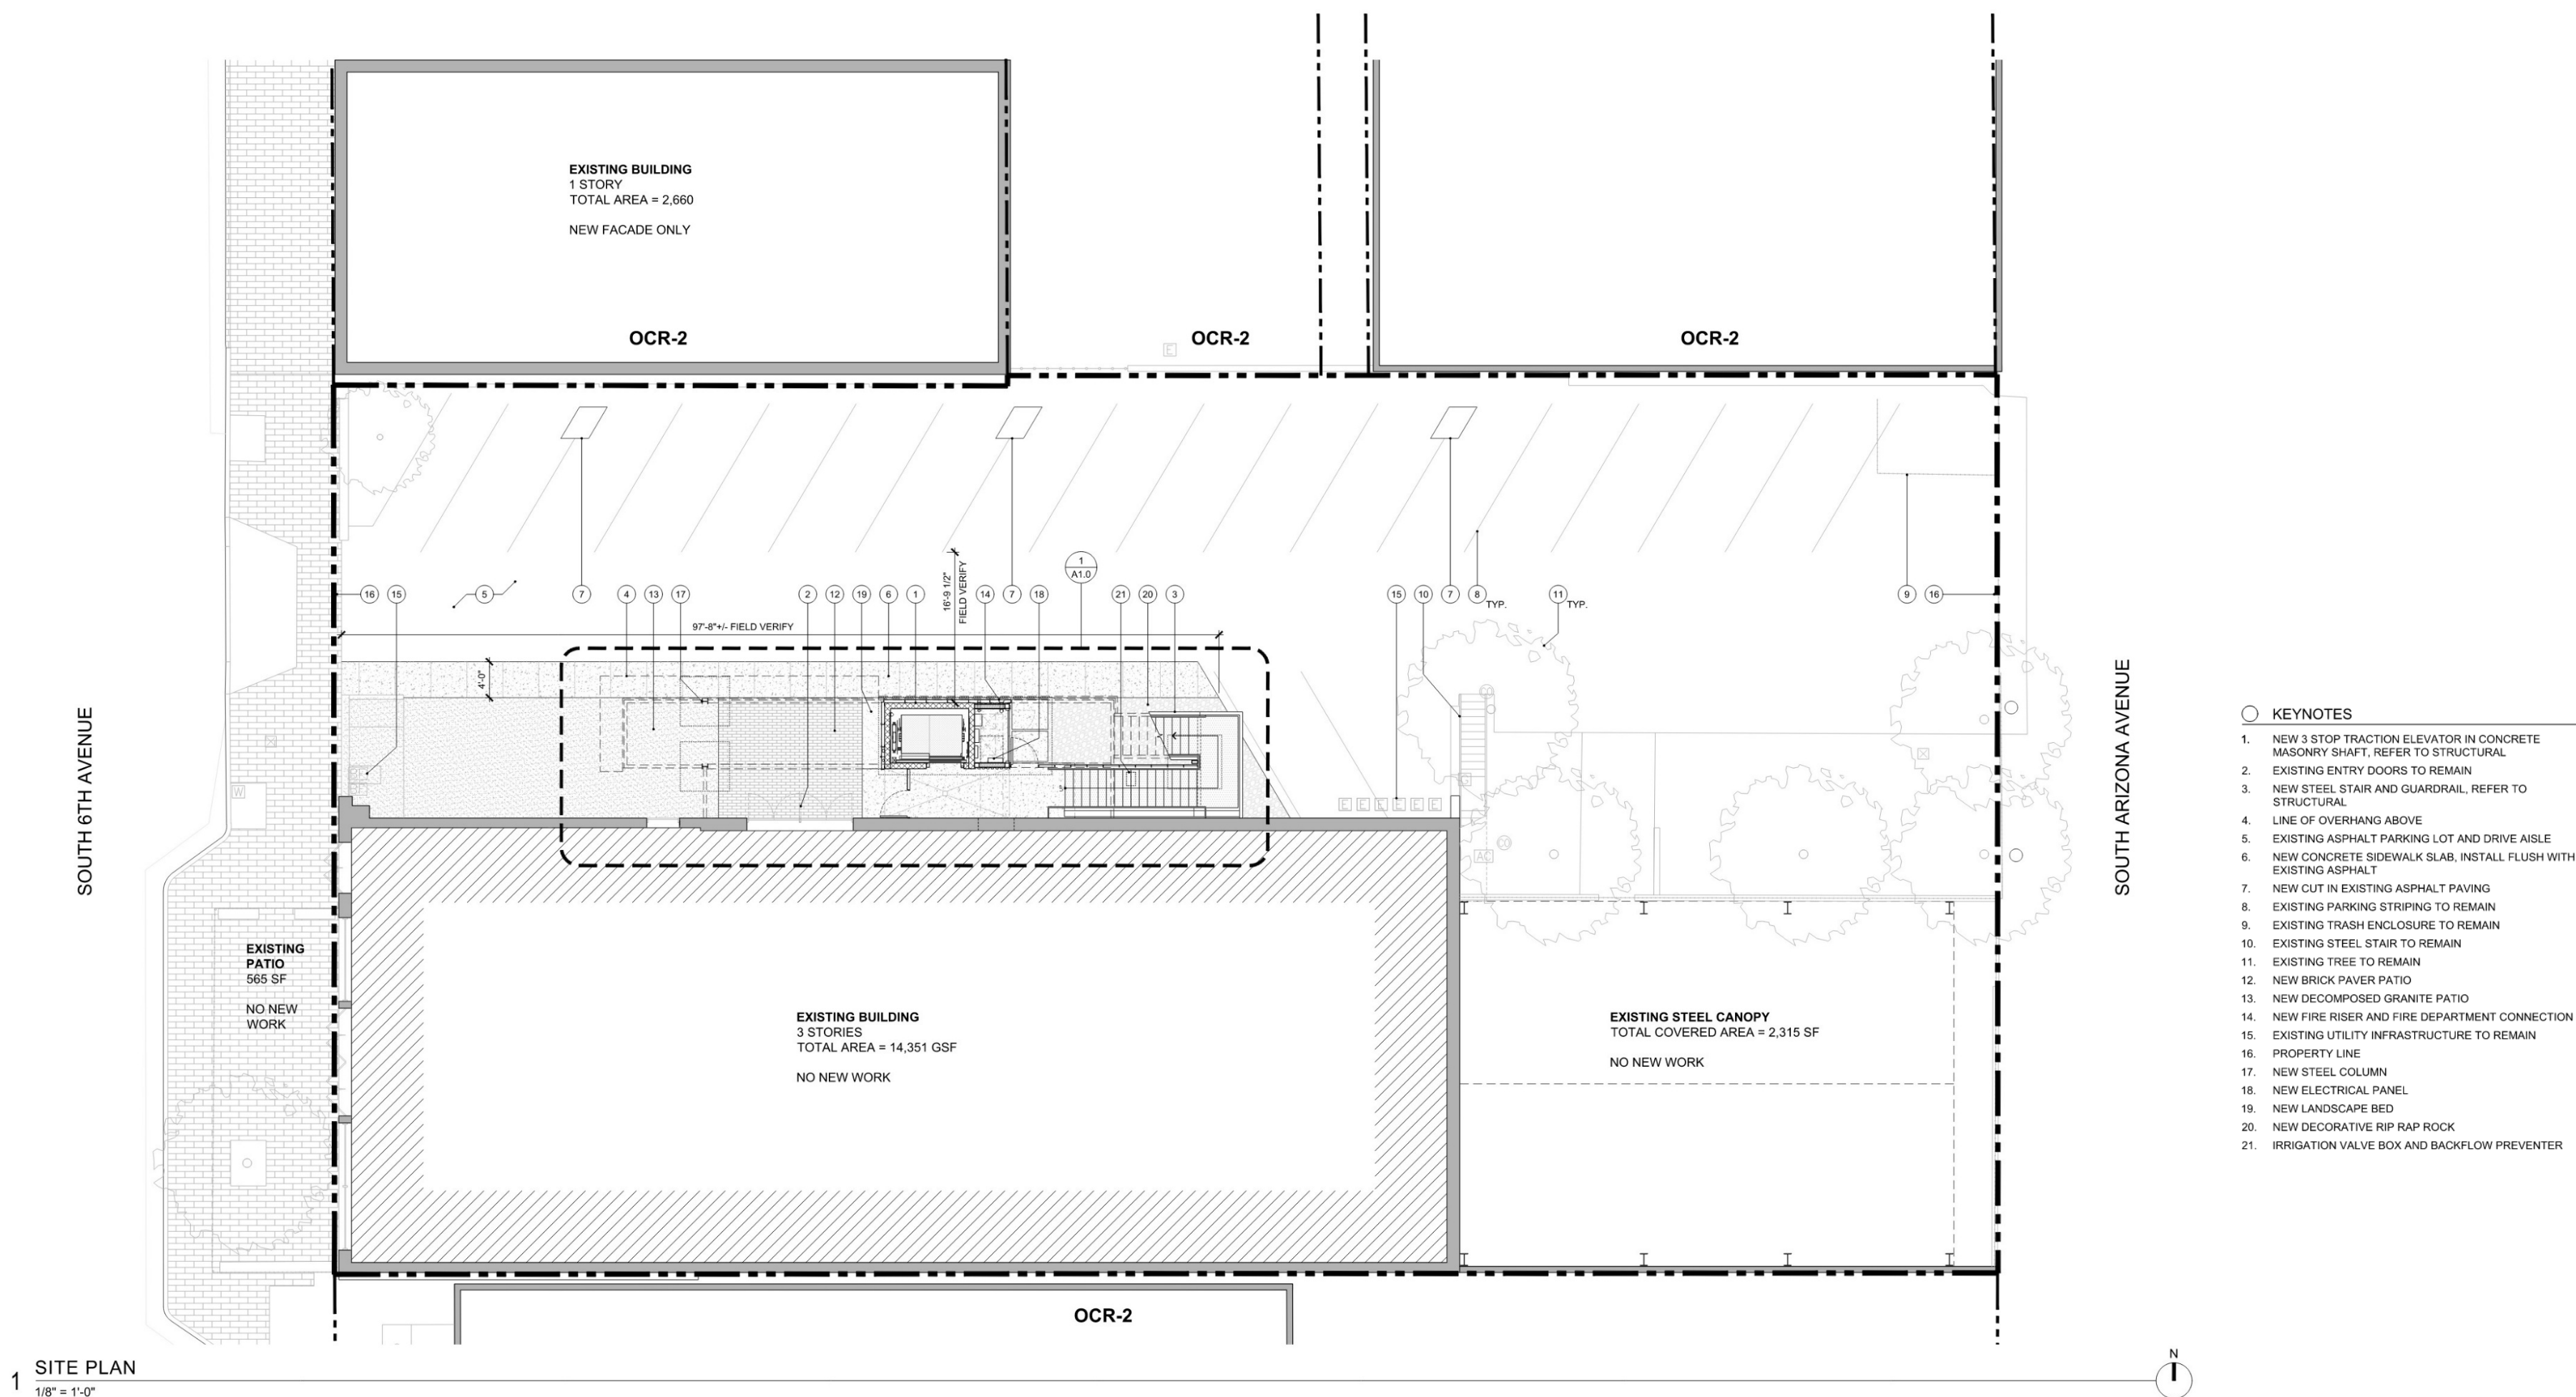 EXISTING BUILDING
1 STORY
TOTAL AREA = 2,660
NEW FACADE ONLY
OCR-2
OCR-2
OCR-2
E
1
A1.0
16'-9 1/2"
FIELD VERIFY
16
15
5
7
4
13
17
2
12
19
6
1
14
7
18
21
20
3
15
10
7
8
TYP.
11
TYP.
9
16
97'-8"+/- FIELD VERIFY
4'-0"
SOUTH 6TH AVENUE
SOUTH ARIZONA AVENUE
W
G
E E E E E E
AC
EXISTING
PATIO
565 SF
NO NEW
WORK
EXISTING BUILDING
3 STORIES
TOTAL AREA = 14,351 GSF
NO NEW WORK
EXISTING STEEL CANOPY
TOTAL COVERED AREA = 2,315 SF
NO NEW WORK
OCR-2
KEYNOTES
1. NEW 3 STOP TRACTION ELEVATOR IN CONCRETE
MASONRY SHAFT, REFER TO STRUCTURAL
2. EXISTING ENTRY DOORS TO REMAIN
3. NEW STEEL STAIR AND GUARDRAIL, REFER TO
STRUCTURAL
4. LINE OF OVERHANG ABOVE
5. EXISTING ASPHALT PARKING LOT AND DRIVE AISLE
6. NEW CONCRETE SIDEWALK SLAB, INSTALL FLUSH WITH
EXISTING ASPHALT
7. NEW CUT IN EXISTING ASPHALT PAVING
8. EXISTING PARKING STRIPING TO REMAIN
9. EXISTING TRASH ENCLOSURE TO REMAIN
10. EXISTING STEEL STAIR TO REMAIN
11. EXISTING TREE TO REMAIN
12. NEW BRICK PAVER PATIO
13. NEW DECOMPOSED GRANITE PATIO
14. NEW FIRE RISER AND FIRE DEPARTMENT CONNECTION
15. EXISTING UTILITY INFRASTRUCTURE TO REMAIN
16. PROPERTY LINE
17. NEW STEEL COLUMN
18. NEW ELECTRICAL PANEL
19. NEW LANDSCAPE BED
20. NEW DECORATIVE RIP RAP ROCK
21. IRRIGATION VALVE BOX AND BACKFLOW PREVENTER
1 SITE PLAN
1/8" = 1'-0"
N